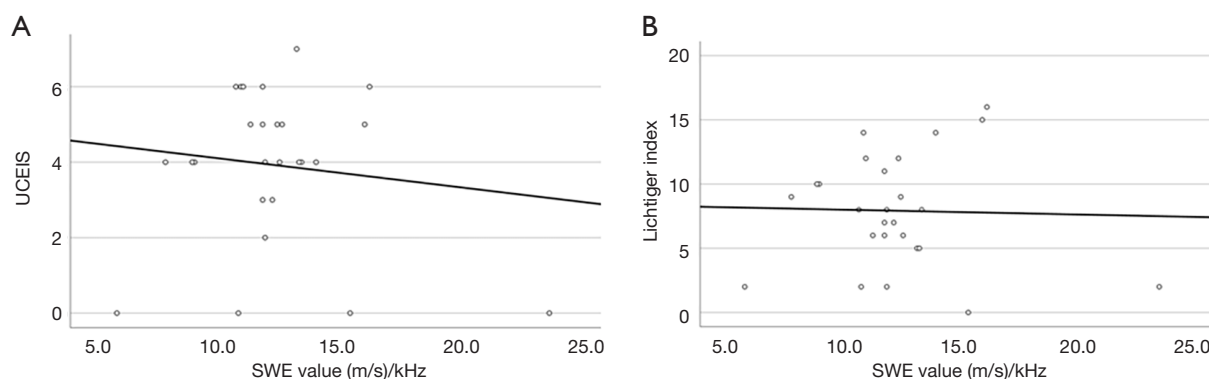 A
6
4
2
0
UCEIS
5.0 10.0 15.0 20.0 25.0
SWE value (m/s)/kHz
B
20
15
10
5
0
Lichtiger index
5.0 10.0 15.0 20.0 25.0
SWE value (m/s)/kHz